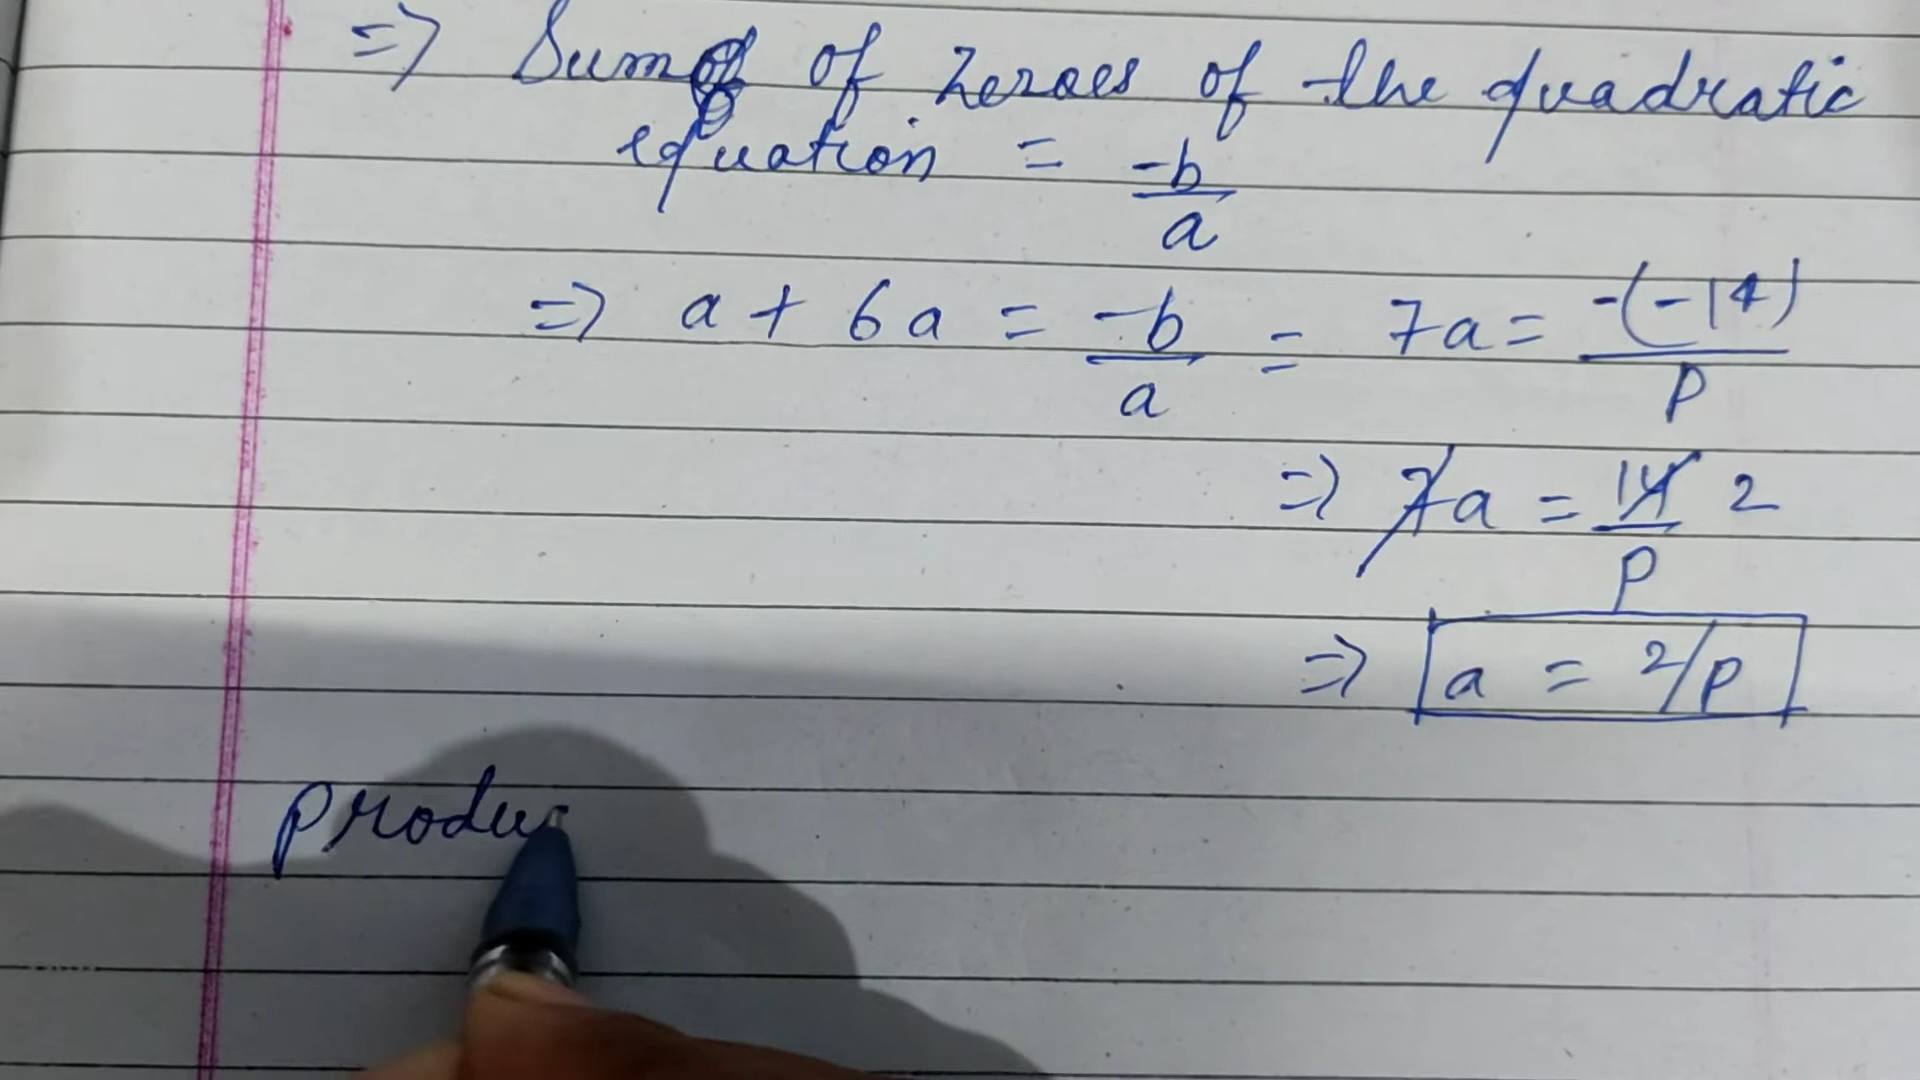 => Sum of zeroes of the quadratic
equation = -b/a
=> a + 6a = -b/a = 7a = -(-14)/p
=> 7a = 14/p 2
=> a = 2/p
produ